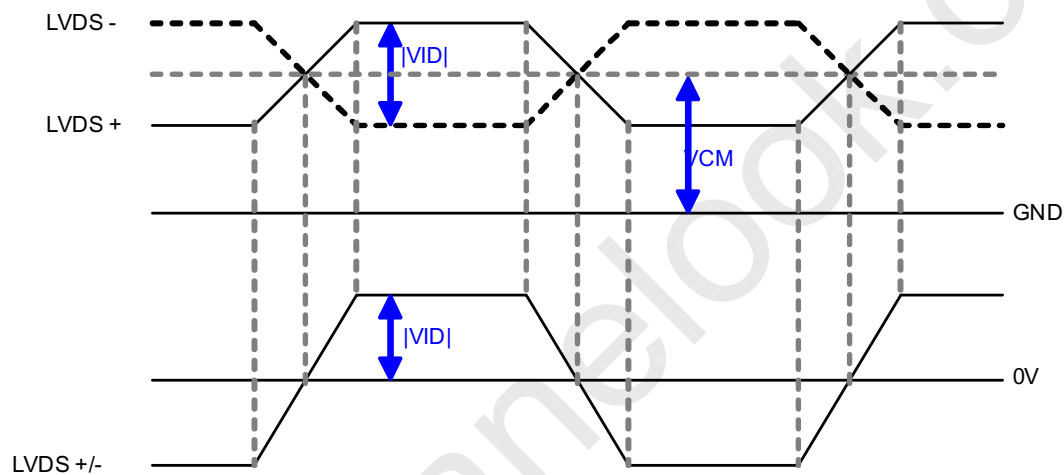 LVDS -
|VID|
LVDS +
VCM
GND
|VID|
0V
LVDS +/-